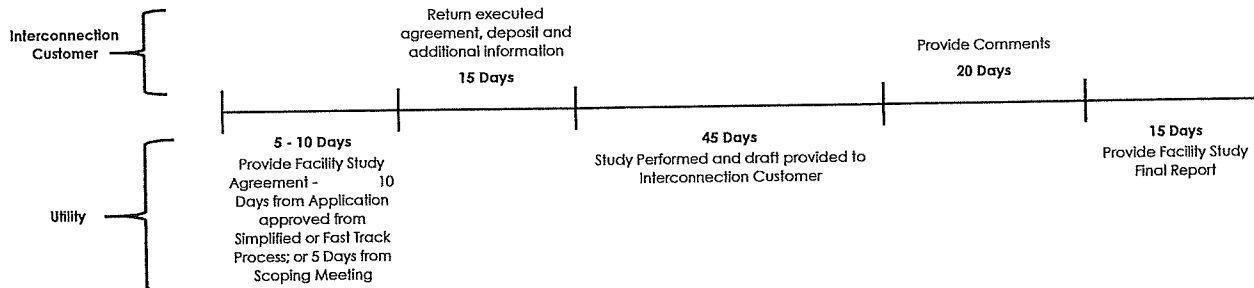 Interconnection
Customer
Return executed
agreement, deposit and
additional information
15 Days
Provide Comments
20 Days
Utility
5 - 10 Days
Provide Facility Study
Agreement - 10
Days from Application
approved from
Simplified or Fast Track
Process; or 5 Days from
Scoping Meeting
45 Days
Study Performed and draft provided to
Interconnection Customer
15 Days
Provide Facility Study
Final Report